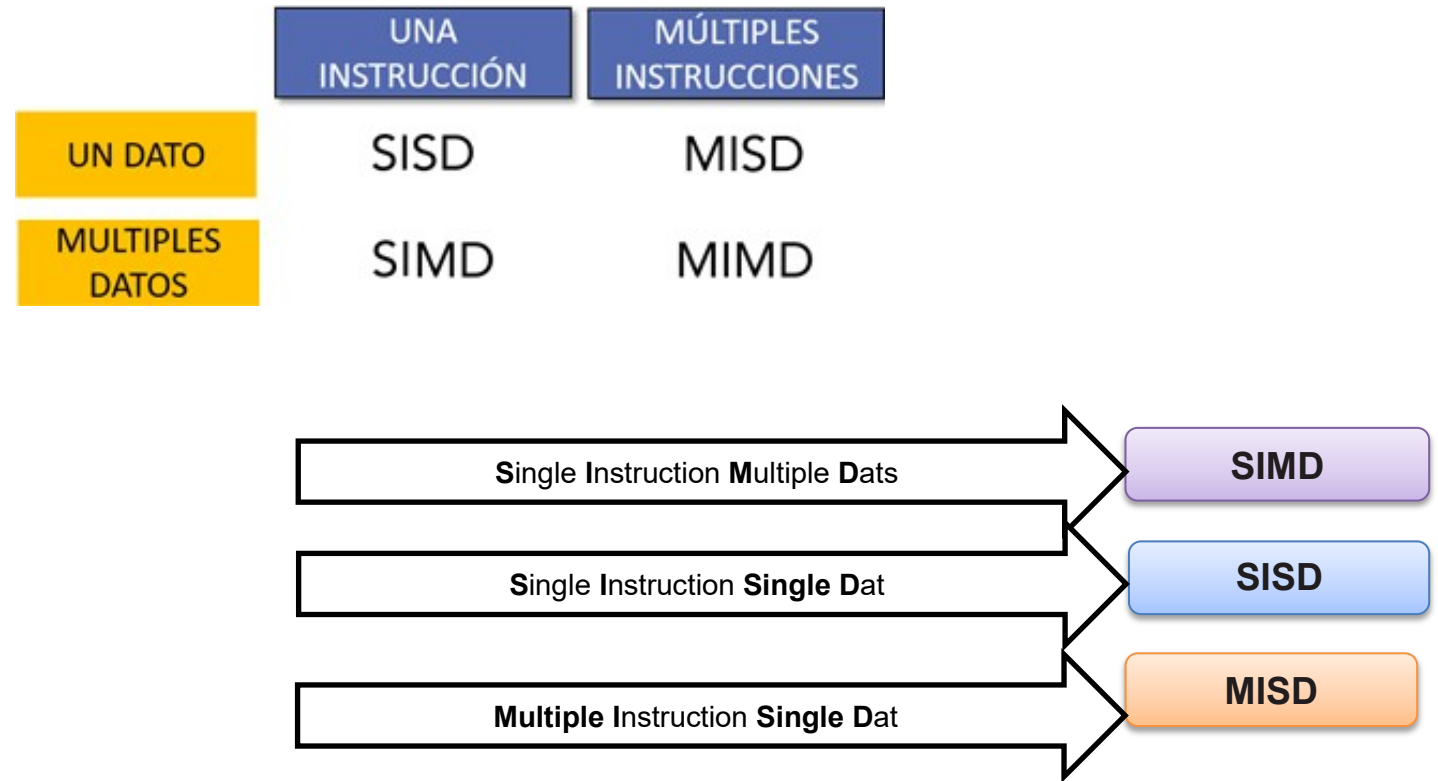 UNA
INSTRUCCIÓN
MÚLTIPLES
INSTRUCCIONES
UN DATO
SISD
MISD
MULTIPLES
DATOS
SIMD
MIMD
Single Instruction Multiple Dats
SIMD
Single Instruction Single Dat
SISD
Multiple Instruction Single Dat
MISD